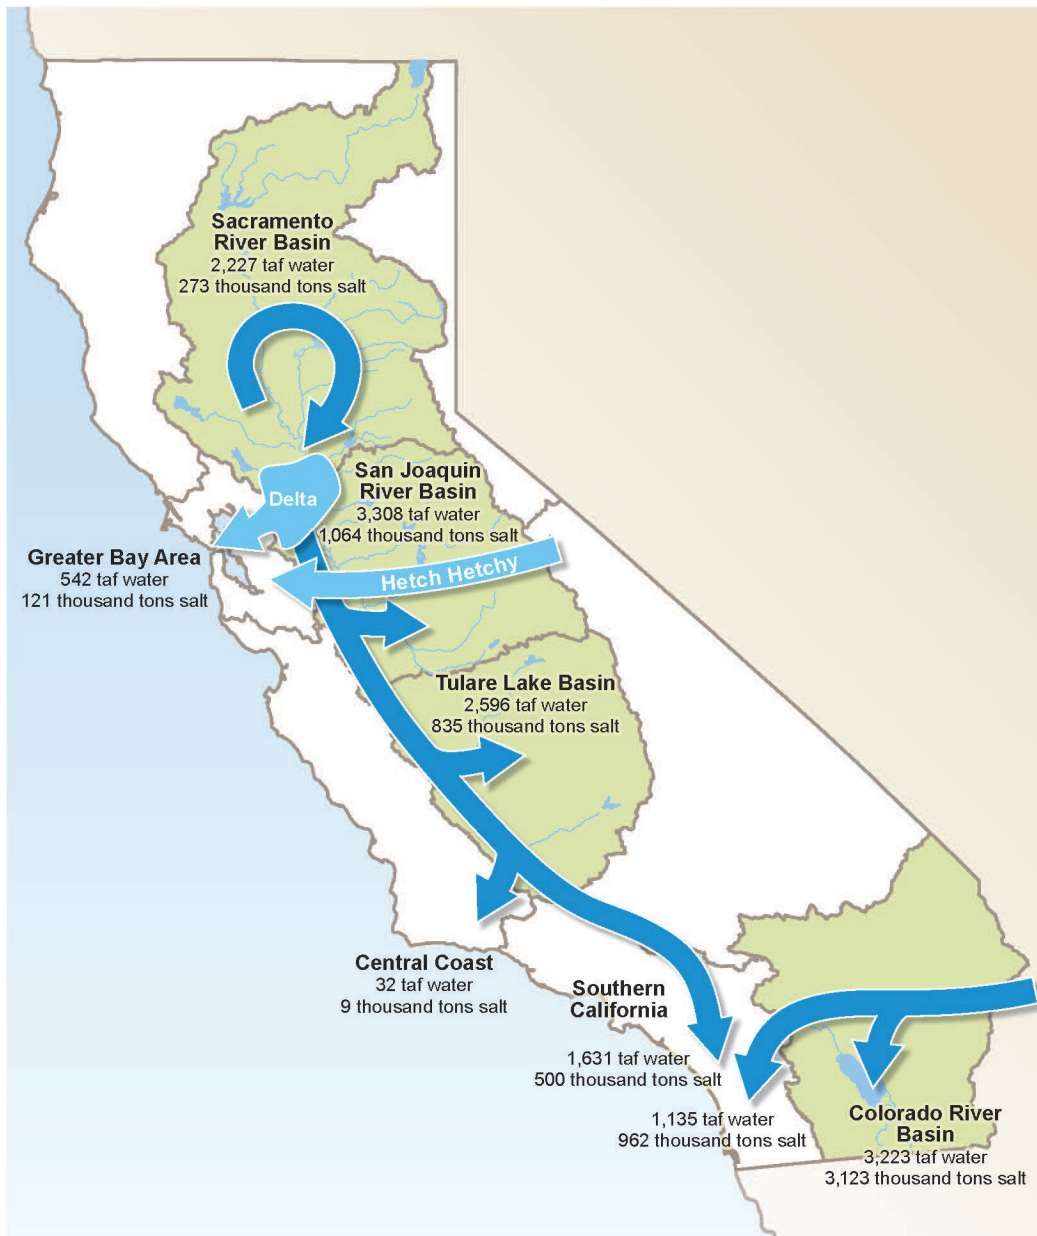 Sacramento
River Basin
2,227 taf water
273 thousand tons salt
San Joaquin
River Basin
3,308 taf water
1,064 thousand tons salt
Delta
Greater Bay Area
542 taf water
121 thousand tons salt
Hetch Hetchy
Tulare Lake Basin
2,596 taf water
835 thousand tons salt
Central Coast
32 taf water
9 thousand tons salt
Southern
California
1,631 taf water
500 thousand tons salt
1,135 taf water
962 thousand tons salt
Colorado River
Basin
3,223 taf water
3,123 thousand tons salt